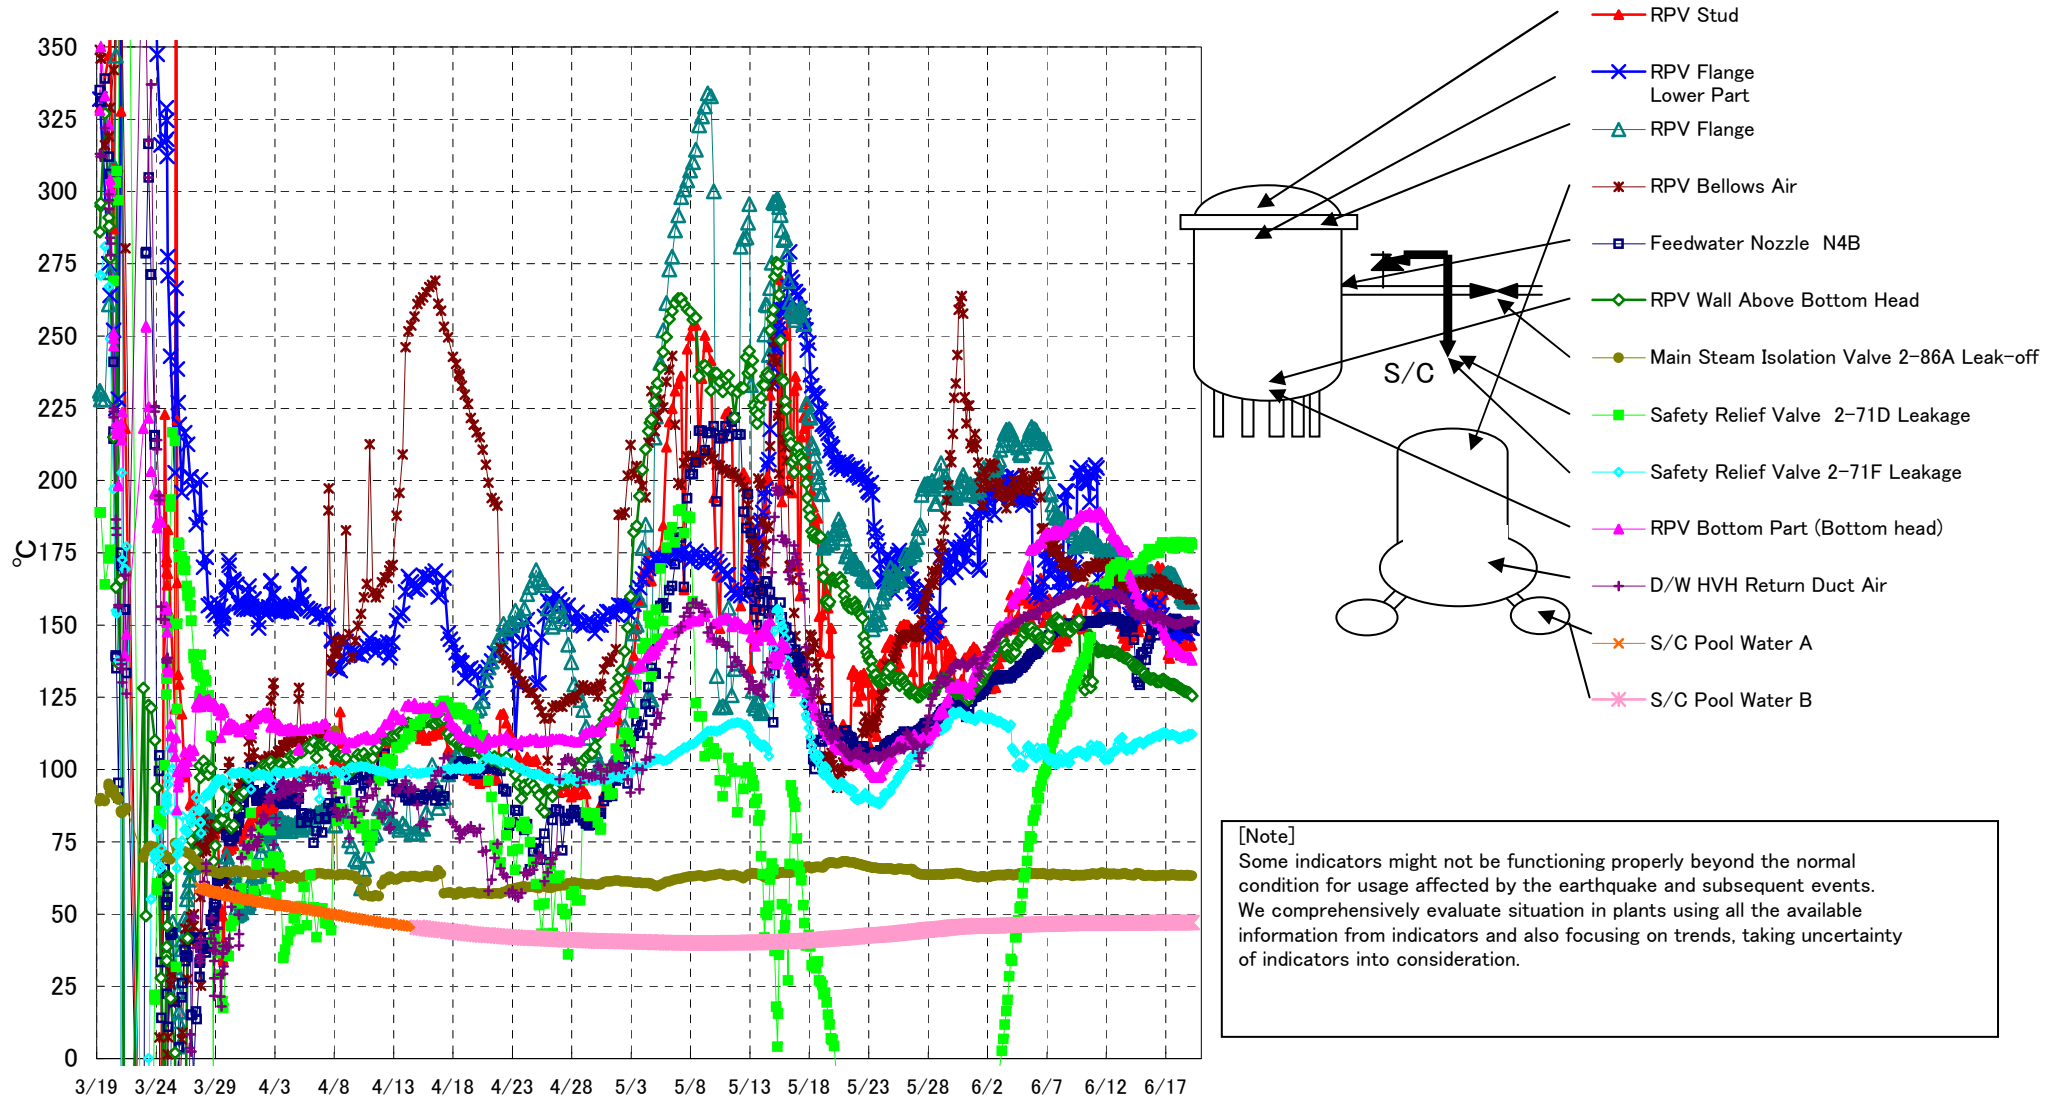 350
325
300
275
250
225
200
175
150
125
100
75
50
25
0
℃
3/19 3/24 3/29 4/3 4/8 4/13 4/18 4/23 4/28 5/3 5/8 5/13 5/18 5/23 5/28 6/2 6/7 6/12 6/17
RPV Stud
RPV Flange
Lower Part
RPV Flange
RPV Bellows Air
Feedwater Nozzle N4B
RPV Wall Above Bottom Head
Main Steam Isolation Valve 2-86A Leak-off
Safety Relief Valve 2-71D Leakage
Safety Relief Valve 2-71F Leakage
RPV Bottom Part (Bottom head)
D/W HVH Return Duct Air
S/C Pool Water A
S/C Pool Water B
S/C
[Note]
Some indicators might not be functioning properly beyond the normal
condition for usage affected by the earthquake and subsequent events.
We comprehensively evaluate situation in plants using all the available
information from indicators and also focusing on trends, taking uncertainty
of indicators into consideration.